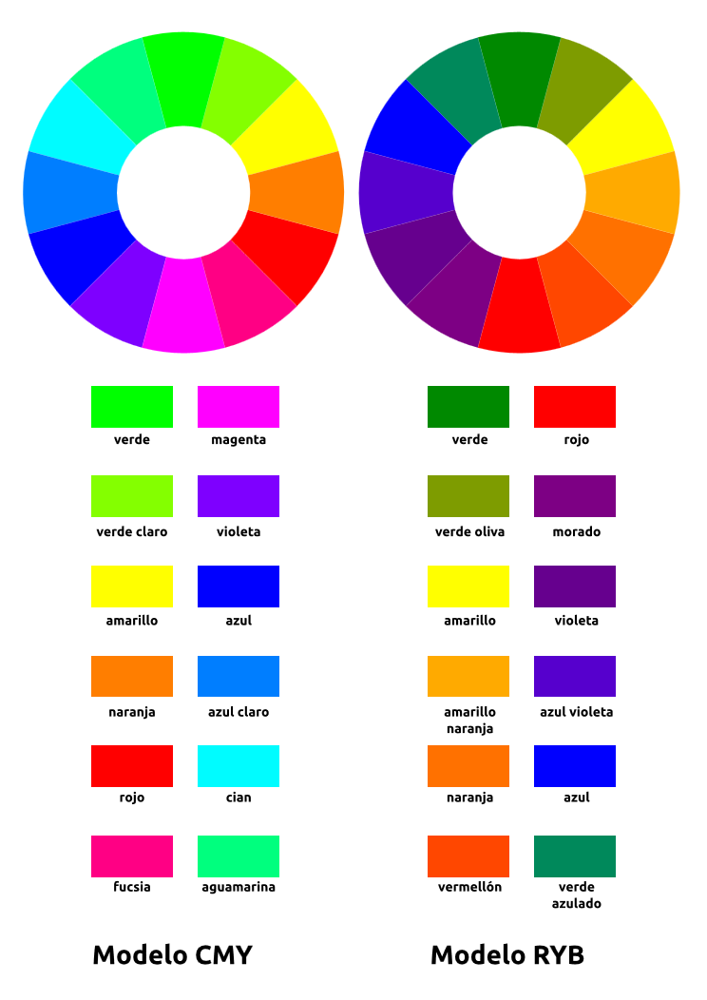 verde
magenta
verde claro
violeta
amarillo
azul
naranja
azul claro
rojo
cian
fucsia
aguamarina
Modelo CMY
verde
rojo
verde oliva
morado
amarillo
violeta
amarillo
naranja
azul violeta
naranja
azul
vermellón
verde
azulado
Modelo RYB